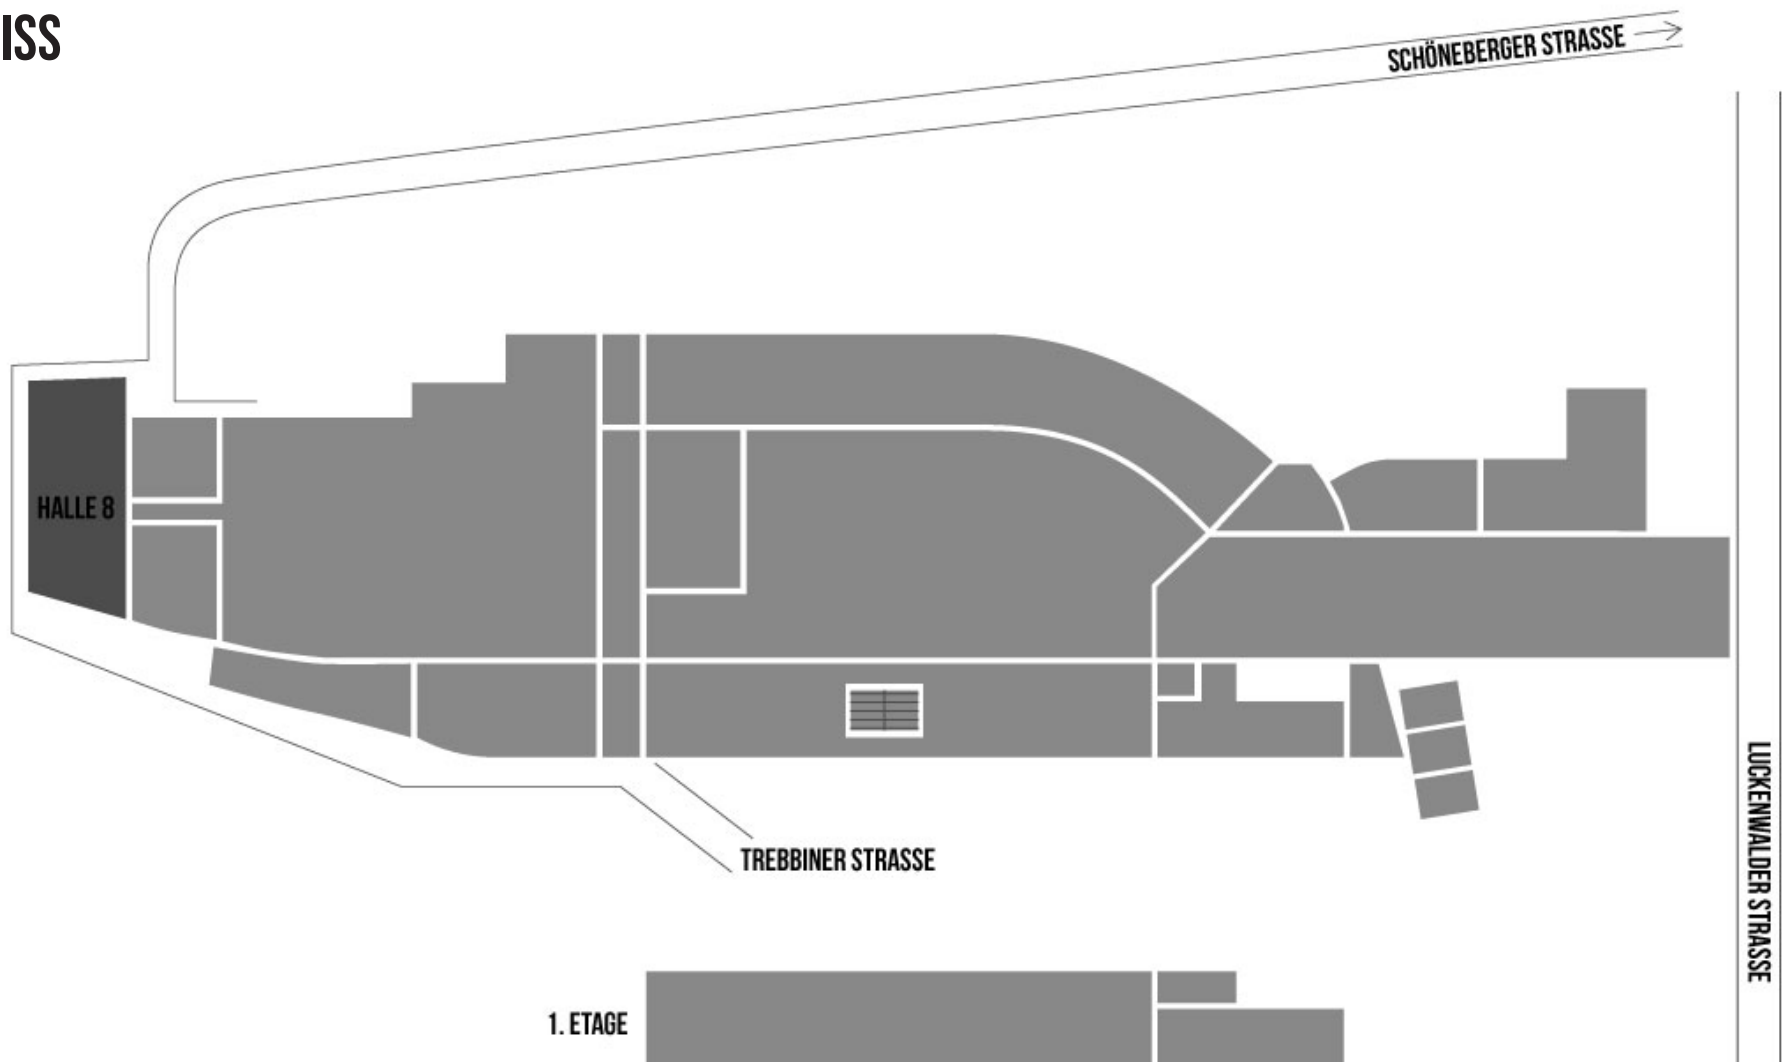 ISS
SCHÖNEBERGER STRASSE
HALLE 8
TREBBINER STRASSE
LUCKENWALDER STRASSE
1. ETAGE